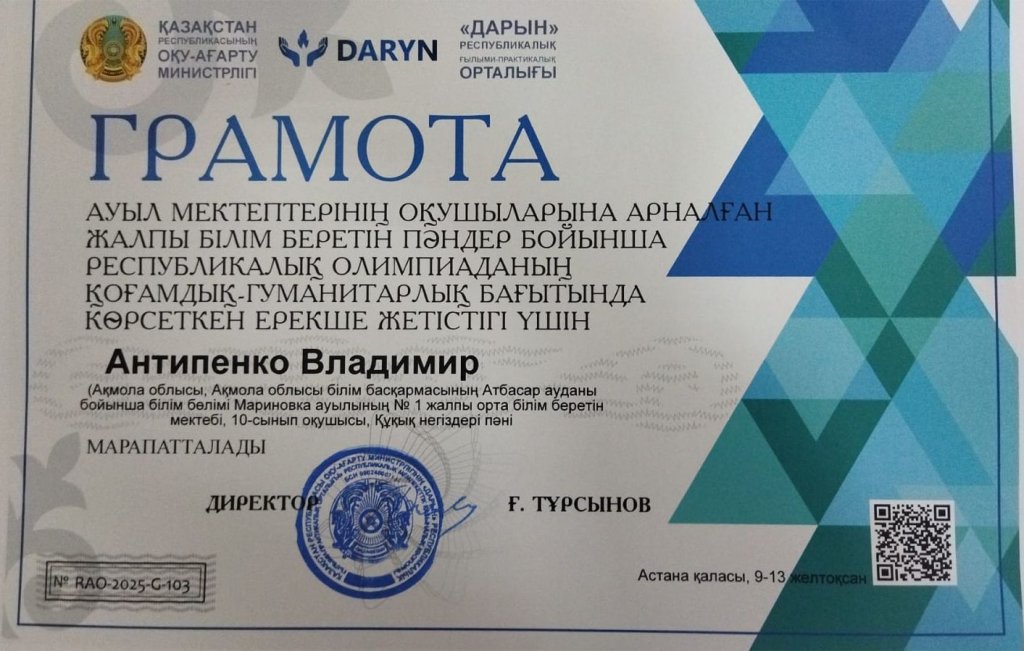 ҚАЗАҚСТАН
РЕСПУБЛИКАСЫНЫҢ
ОҚУ-АҒАРТУ
МИНИСТРЛІГІ
DARYN
«ДАРЫН»
РЕСПУБЛИКАЛЫҚ
ҒЫЛЫМИ-ПРАКТИКАЛЫҚ
ОРТАЛЫҒЫ
ГРАМОТА
АУЫЛ МЕКТЕПТЕРІНІҢ ОҚУШЫЛАРЫНА АРНАЛҒАН
ЖАЛПЫ БІЛІМ БЕРЕТІН ПӘНДЕР БОЙЫНША
РЕСПУБЛИКАЛЫҚ ОЛИМПИАДАНЫҢ
ҚОҒАМДЫҚ-ГУМАНИТАРЛЫҚ БАҒЫТЫНДА
КӨРСЕТКЕН ЕРЕКШЕ ЖЕТІСТІГІ ҮШІН
Антипенко Владимир
(Ақмола облысы, Ақмола облысы білім басқармасының Атбасар ауданы
бойынша білім бөлімі Мариновка ауылының № 1 жалпы орта білім беретін
мектебі, 10-сынып оқушысы, Құқық негіздері пәні
МАРАПАТТАЛАДЫ
ДИРЕКТОР
Ғ. ТҰРСЫНОВ
№ RAO-2025-G-103
Астана қаласы, 9-13 желтоқсан